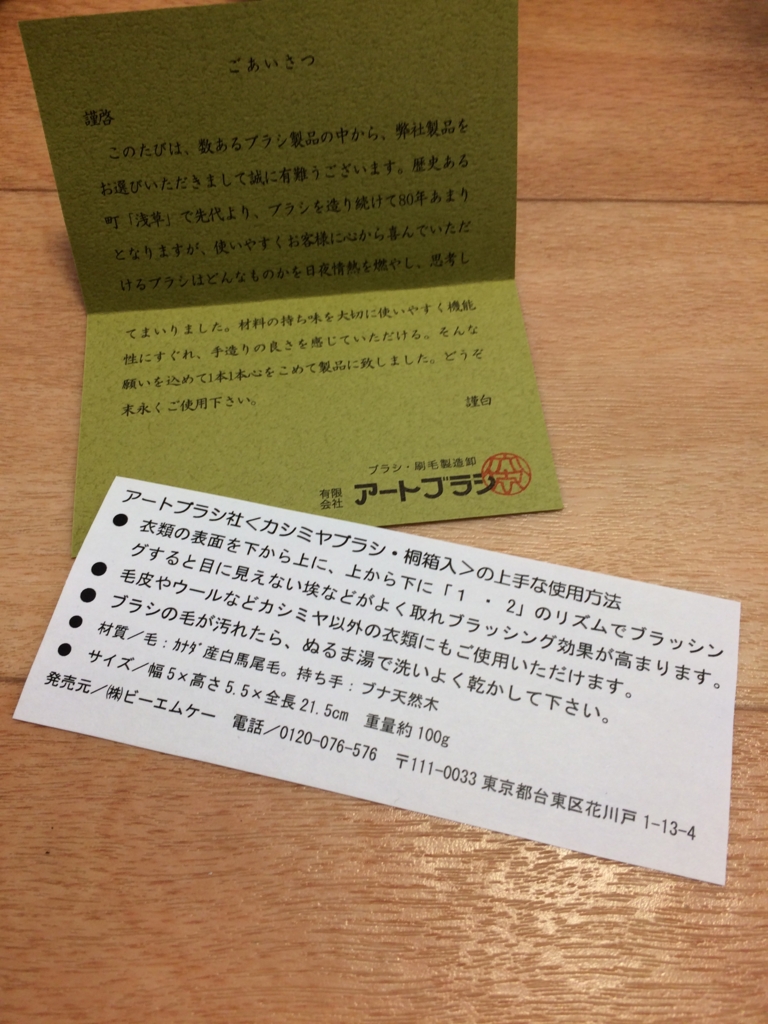 ごあいさつ
謹啓
このたびは、数あるブラシ製品の中から、弊社製品を
お選びいただきまして誠に有難うございます。歴史ある
町「浅草」で先代より、ブラシを造り続けて80年あまり
となりますが、使いやすくお客様に心から喜んでいただ
けるブラシはどんなものかを日夜情熱を燃やし、思考し
てまいりました。材料の持ち味を大切に使いやすく機能
性にすぐれ、手造りの良さを感じていただける。そんな
願いを込めて1本1本心をこめて製品に致しました。どうぞ
末永くご使用下さい。
謹白
ブラシ・刷毛製造卸
有限会社 アートブラシ
アートブラシ社<カシミヤブラシ・桐箱入>の上手な使用方法
● 衣類の表面を下から上に、上から下に「1・2」のリズムでブラッシン
グすると目に見えない埃などがよく取れブラッシング効果が高まります。
● 毛皮やウールなどカシミヤ以外の衣類にもご使用いただけます。
● ブラシの毛が汚れたら、ぬるま湯で洗いよく乾かして下さい。
● 材質/毛:カナダ産白馬尾毛。持ち手:ブナ天然木
● サイズ/幅5×高さ5.5×全長21.5cm 重量約100g
発売元/㈱ビーエムケー 電話/0120-076-576 〒111-0033 東京都台東区花川戸1-13-4